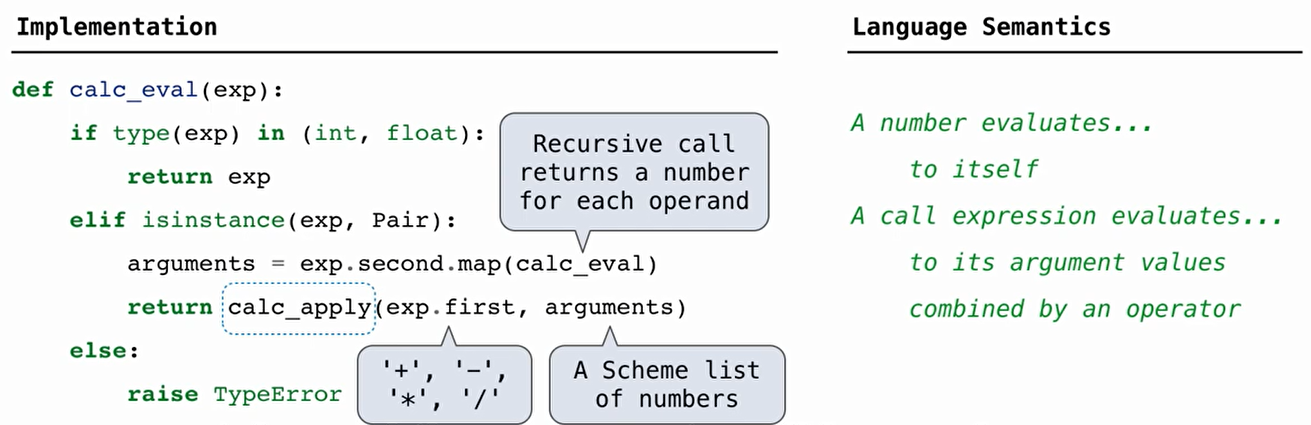 Implementation
def calc_eval(exp):
if type(exp) in (int, float):
return exp
elif isinstance(exp, Pair):
arguments = exp.second.map(calc_eval)
return calc_apply(exp.first, arguments)
else:
raise TypeError
Recursive call
returns a number
for each operand
'+', '-',
'*', '/'
A Scheme list
of numbers
Language Semantics
A number evaluates...
to itself
A call expression evaluates...
to its argument values
combined by an operator